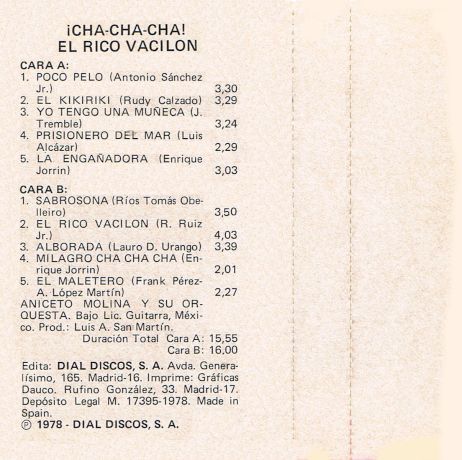 ¡CHA-CHA-CHA!
EL RICO VACILON
CARA A:
1. POCO PELO (Antonio Sánchez
Jr.) 3,30
2. EL KIKIRIKI (Rudy Calzado) 3,29
3. YO TENGO UNA MUÑECA (J.
Tremble) 3,24
4. PRISIONERO DEL MAR (Luis
Alcázar) 2,29
5. LA ENGAÑADORA (Enrique
Jorrin) 3,03
CARA B:
1. SABROSONA (Ríos Tomás Obe-
lleiro) 3,50
2. EL RICO VACILON (R. Ruiz
Jr.) 4,03
3. ALBORADA (Lauro D. Urango) 3,39
4. MILAGRO CHA CHA CHA (En-
rique Jorrin) 2,01
5. EL MALETERO (Frank Pérez-
A. López Martín) 2,27
ANICETO MOLINA Y SU OR-
QUESTA. Bajo Lic. Guitarra, Méxi-
co. Prod.: Luis A. San Martín.
Duración Total Cara A: 15,55
Cara B: 16,00
Edita: DIAL DISCOS, S. A. Avda. Genera-
lísimo, 165. Madrid-16. Imprime: Gráficas
Dauco. Rufino González, 33. Madrid-17.
Depósito Legal M. 17395-1978. Made in
Spain.
℗ 1978 - DIAL DISCOS, S. A.